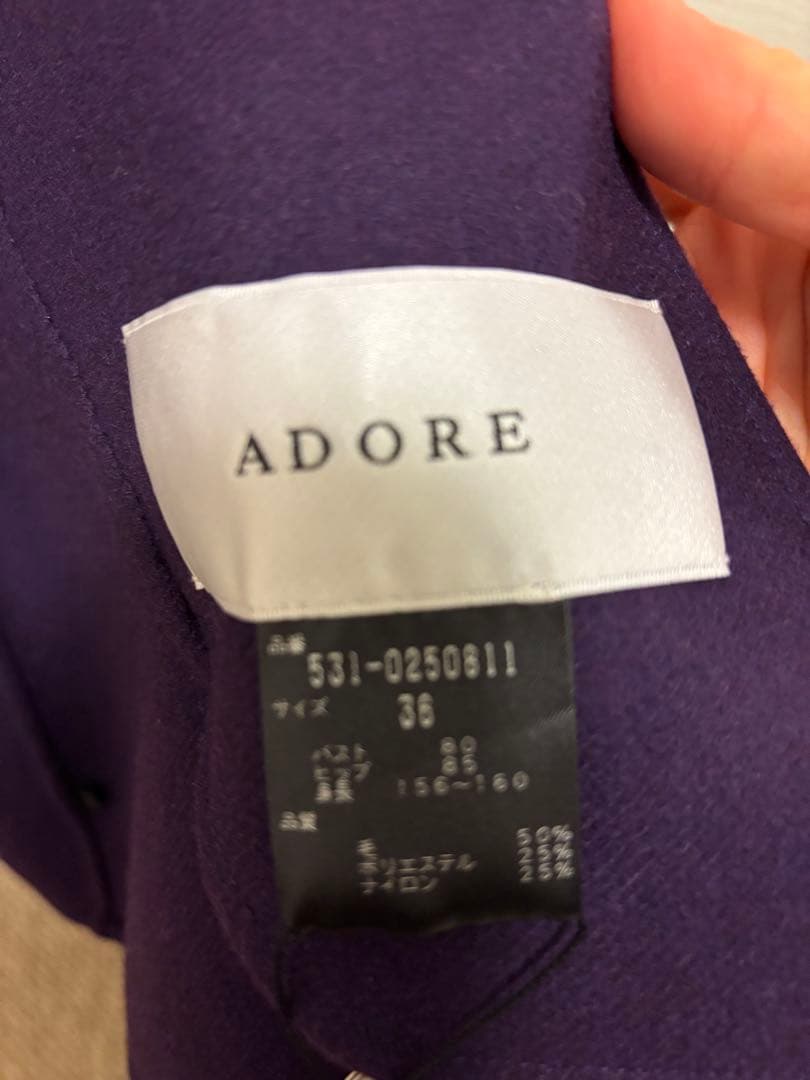 ADORE
品番
531-0250611
サイズ 36
バスト 80
ヒップ 85
身長 156~160
品質
毛 50%
ポリエステル 25%
ナイロン 25%